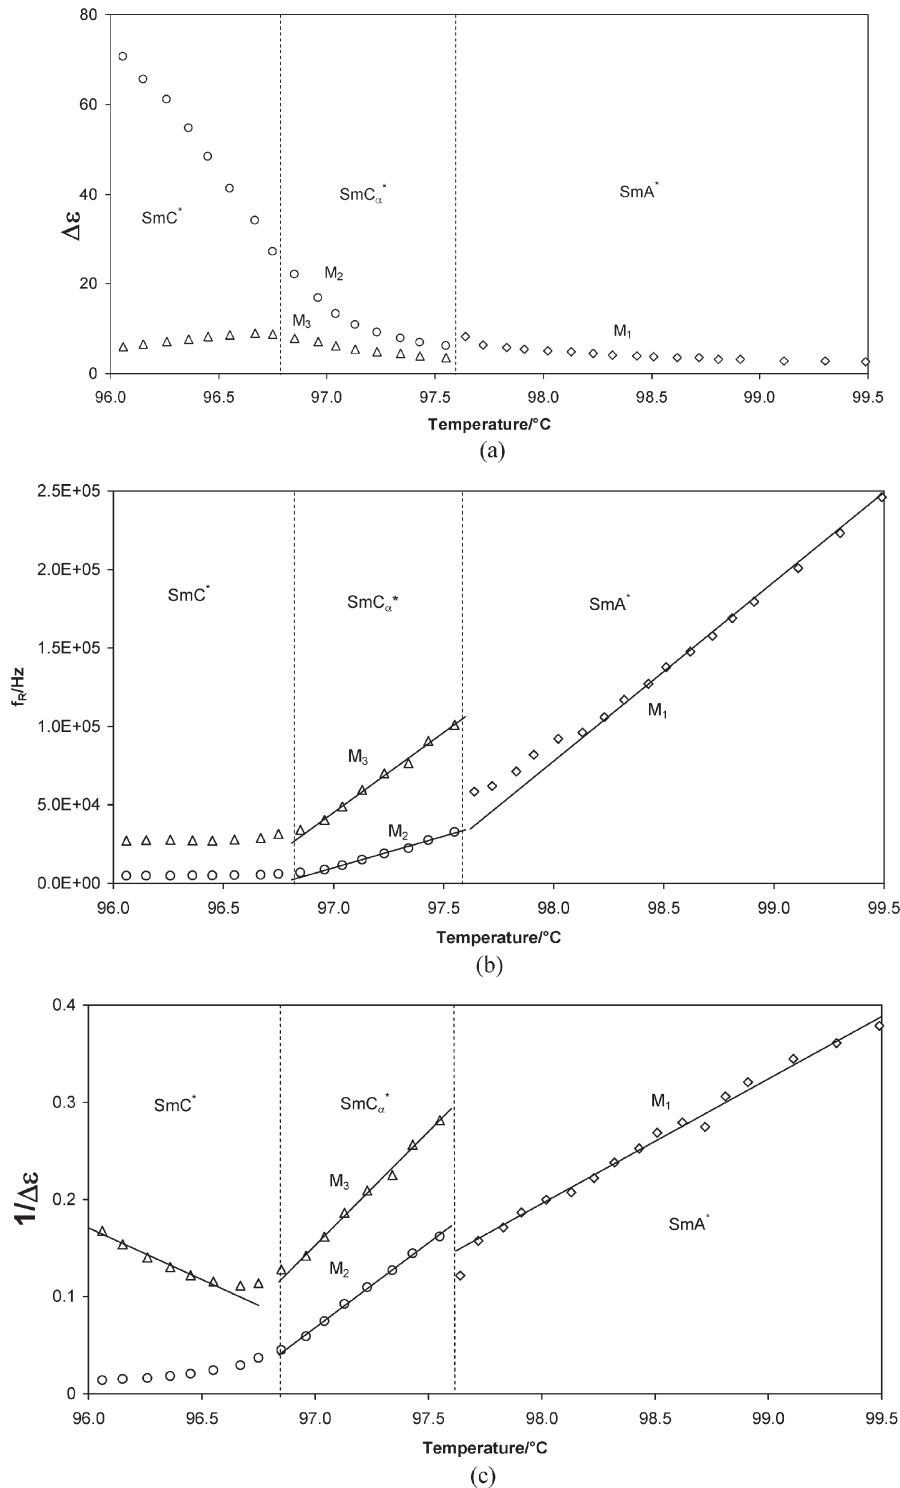 80
60
40
20
0
Δε
SmC*
SmCα*
SmA*
M2
M3
M1
96.0 96.5 97.0 97.5 98.0 98.5 99.0 99.5
Temperature/°C
(a)
2.5E+05
2.0E+05
1.5E+05
1.0E+05
5.0E+04
0.0E+00
fR/Hz
SmC*
SmCα*
SmA*
M1
M3
M2
96.0 96.5 97.0 97.5 98.0 98.5 99.0 99.5
Temperature/°C
(b)
0.4
0.3
0.2
0.1
0
1/Δε
SmC*
SmCα*
M1
M3
SmA*
M2
96.0 96.5 97.0 97.5 98.0 98.5 99.0 99.5
Temperature/°C
(c)